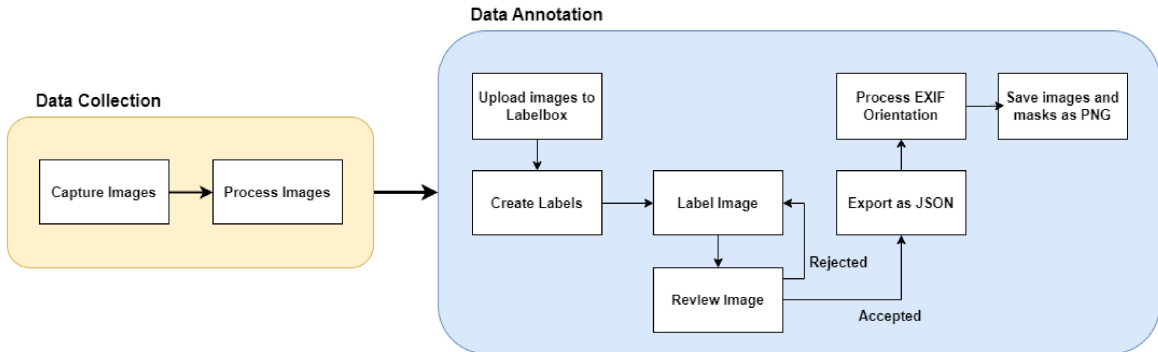 Data Annotation
Data Collection
Capture Images
Process Images
Upload images to
Labelbox
Create Labels
Label Image
Review Image
Rejected
Accepted
Export as JSON
Process EXIF
Orientation
Save images and
masks as PNG